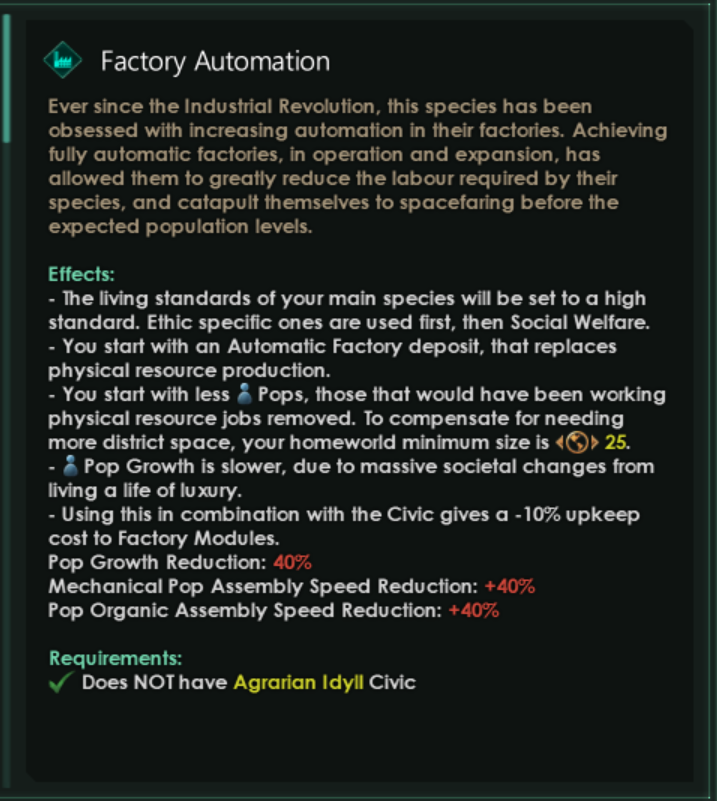 Factory Automation
Ever since the Industrial Revolution, this species has been
obsessed with increasing automation in their factories. Achieving
fully automatic factories, in operation and expansion, has
allowed them to greatly reduce the labour required by their
species, and catapult themselves to spacefaring before the
expected population levels.
Effects:
- The living standards of your main species will be set to a high
standard. Ethic specific ones are used first, then Social Welfare.
- You start with an Automatic Factory deposit, that replaces
physical resource production.
- You start with less Pops, those that would have been working
physical resource jobs removed. To compensate for needing
more district space, your homeworld minimum size is 25.
- Pop Growth is slower, due to massive societal changes from
living a life of luxury.
- Using this in combination with the Civic gives a -10% upkeep
cost to Factory Modules.
Pop Growth Reduction: 40%
Mechanical Pop Assembly Speed Reduction: +40%
Pop Organic Assembly Speed Reduction: +40%
Requirements:
Does NOT have Agrarian Idyll Civic